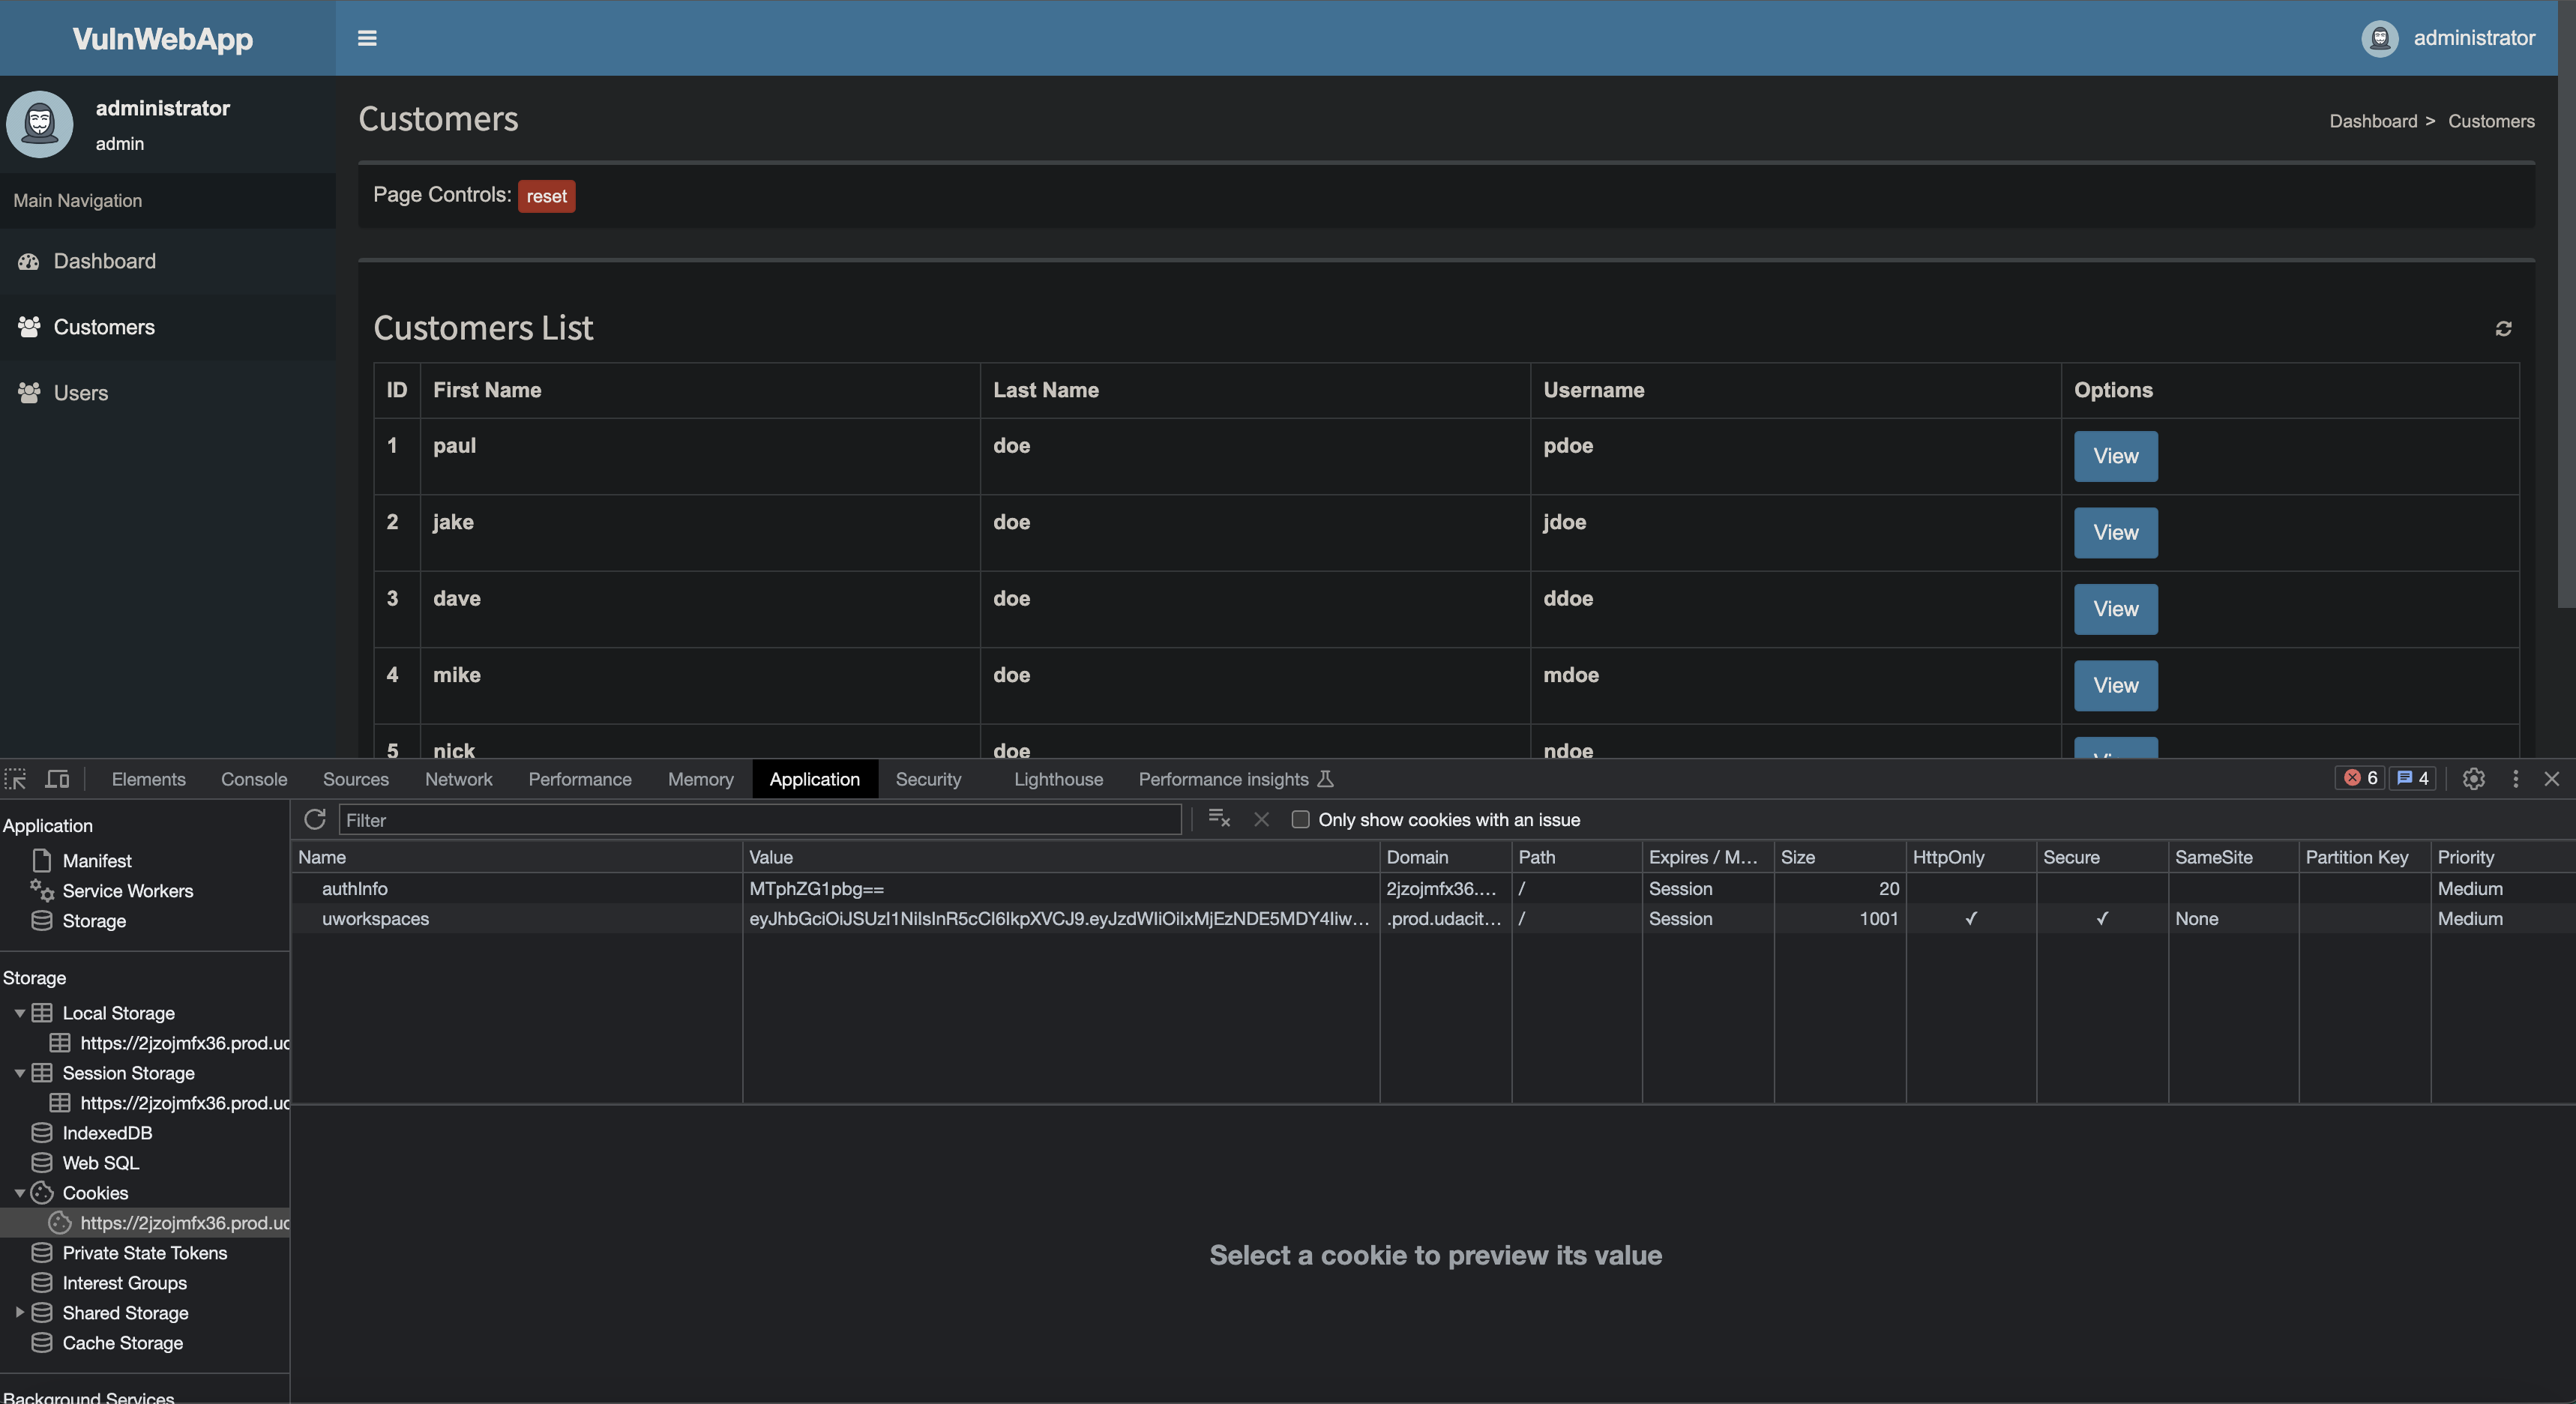 VulnWebApp
administrator
administrator
admin
Main Navigation
Dashboard
Customers
Users
Customers
Dashboard > Customers
Page Controls: reset
Customers List
ID First Name Last Name Username Options
1 paul doe pdoe View
2 jake doe jdoe View
3 dave doe ddoe View
4 mike doe mdoe View
5 nick doe ndoe View
Elements Console Sources Network Performance Memory Application Security Lighthouse Performance insights 6 4
Application
Manifest
Service Workers
Storage
Storage
Local Storage
https://2jzojmfx36.prod.uc
Session Storage
https://2jzojmfx36.prod.uc
IndexedDB
Web SQL
Cookies
https://2jzojmfx36.prod.uc
Private State Tokens
Interest Groups
Shared Storage
Cache Storage
Background Services
Filter Only show cookies with an issue
Name Value Domain Path Expires / M... Size HttpOnly Secure SameSite Partition Key Priority
authInfo MTphZG1pbg== 2jzojmfx36.... / Session 20 Medium
uworkspaces eyJhbGciOiJSUzI1NiIsInR5cCI6IkpXVCJ9.eyJzdWIiOiIxMjEzNDE5MDY4Iiw... .prod.udacit... / Session 1001 ✓ ✓ None Medium
Select a cookie to preview its value